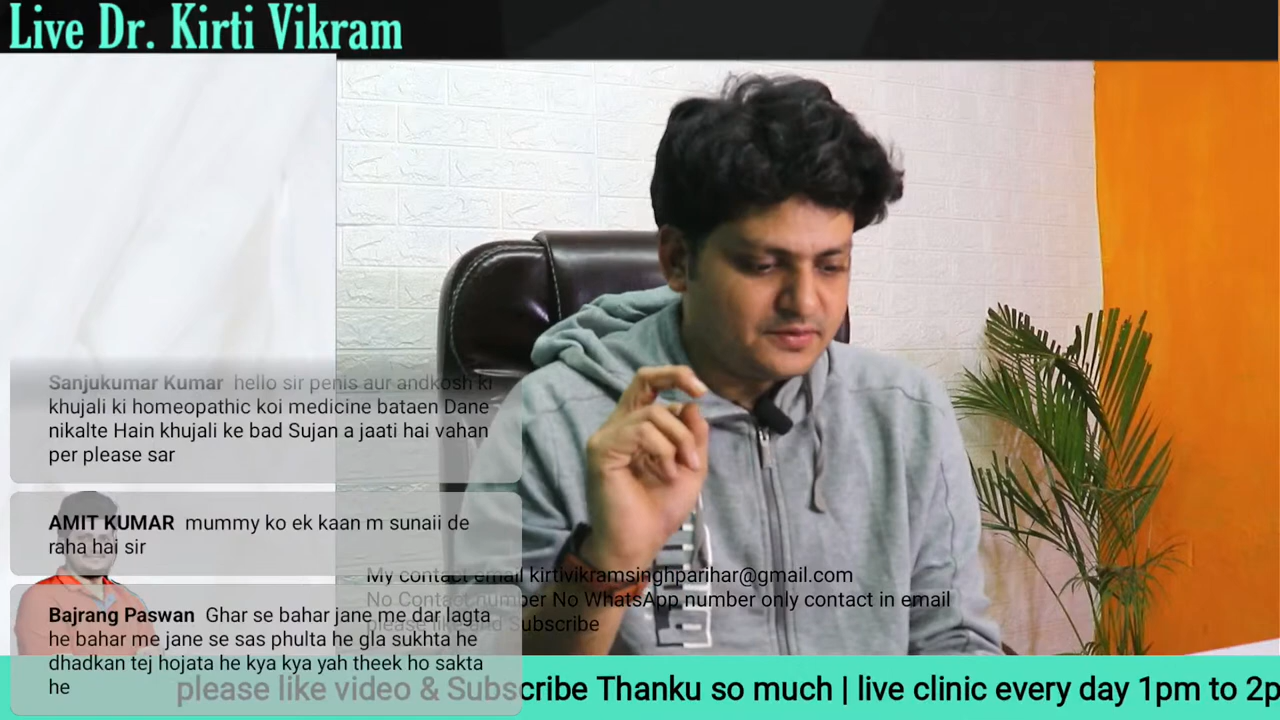 Live Dr. Kirti Vikram
Sanjukumar Kumar hello sir penis aur andkosh ki
khujali ki homeopathic koi medicine bataen Dane
nikalte Hain khujali ke bad Sujan a jaati hai vahan
per please sar
AMIT KUMAR mummy ko ek kaan m sunaii de
raha hai sir
Bajrang Paswan Ghar se bahar jane me dar lagta
he bahar me jane se sas phulta he gla sukhta he
dhadkan tej hojata he kya kya yah theek ho sakta
he
My contact email kirtivikramsinghparihar@gmail.com
No Contact number No WhatsApp number only contact in email
please like and Subscribe
please like video & Subscribe Thanku so much | live clinic every day 1pm to 2p